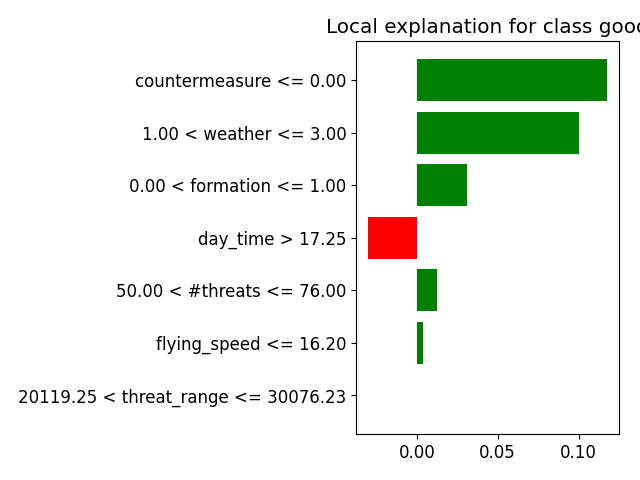 Local explanation for class good
countermeasure <= 0.00
1.00 < weather <= 3.00
0.00 < formation <= 1.00
day_time > 17.25
50.00 < #threats <= 76.00
flying_speed <= 16.20
20119.25 < threat_range <= 30076.23
0.00 0.05 0.10